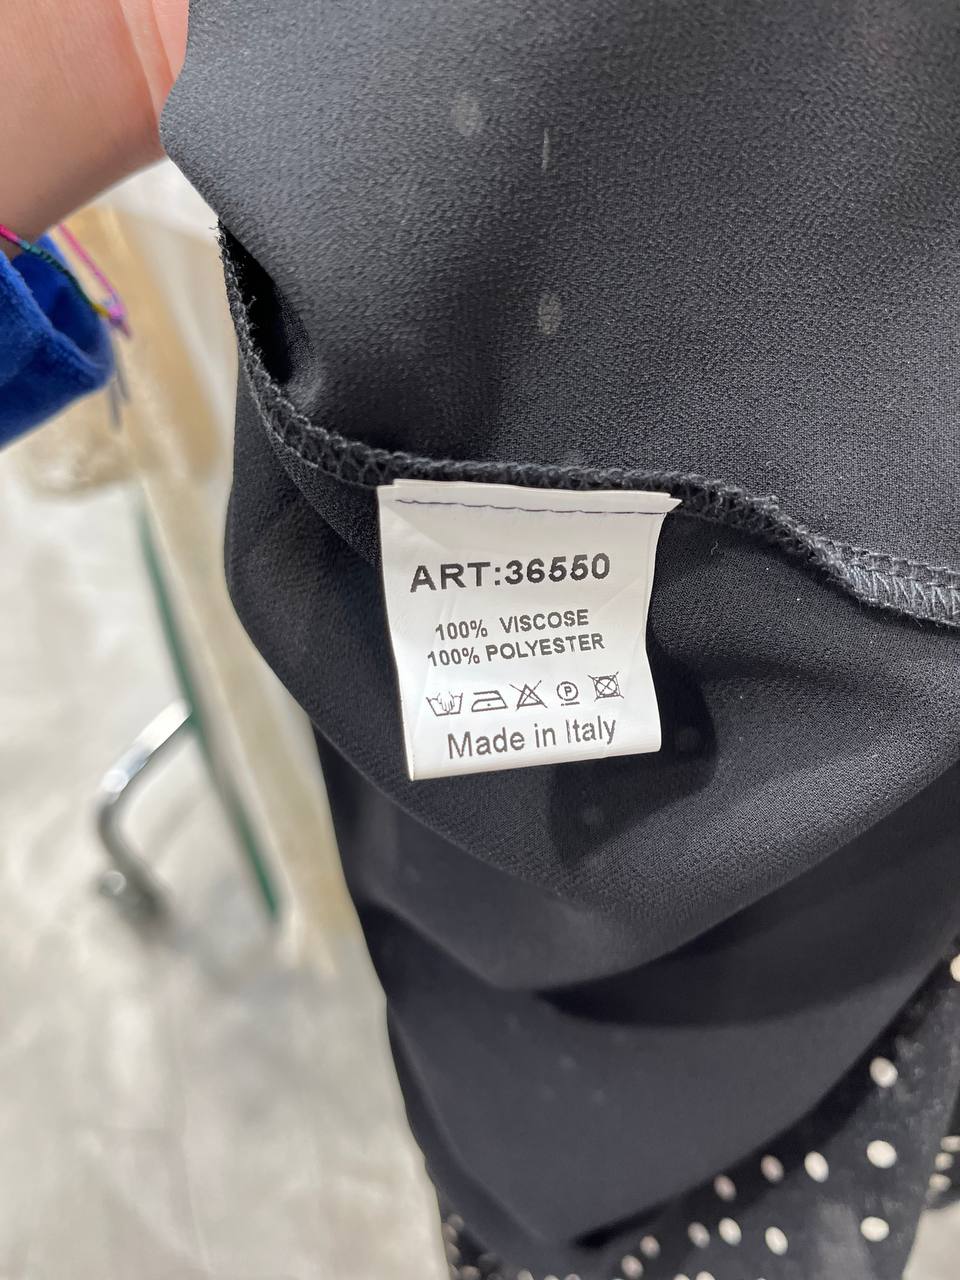 ART:36550
100% VISCOSE
100% POLYESTER
P
Made in Italy